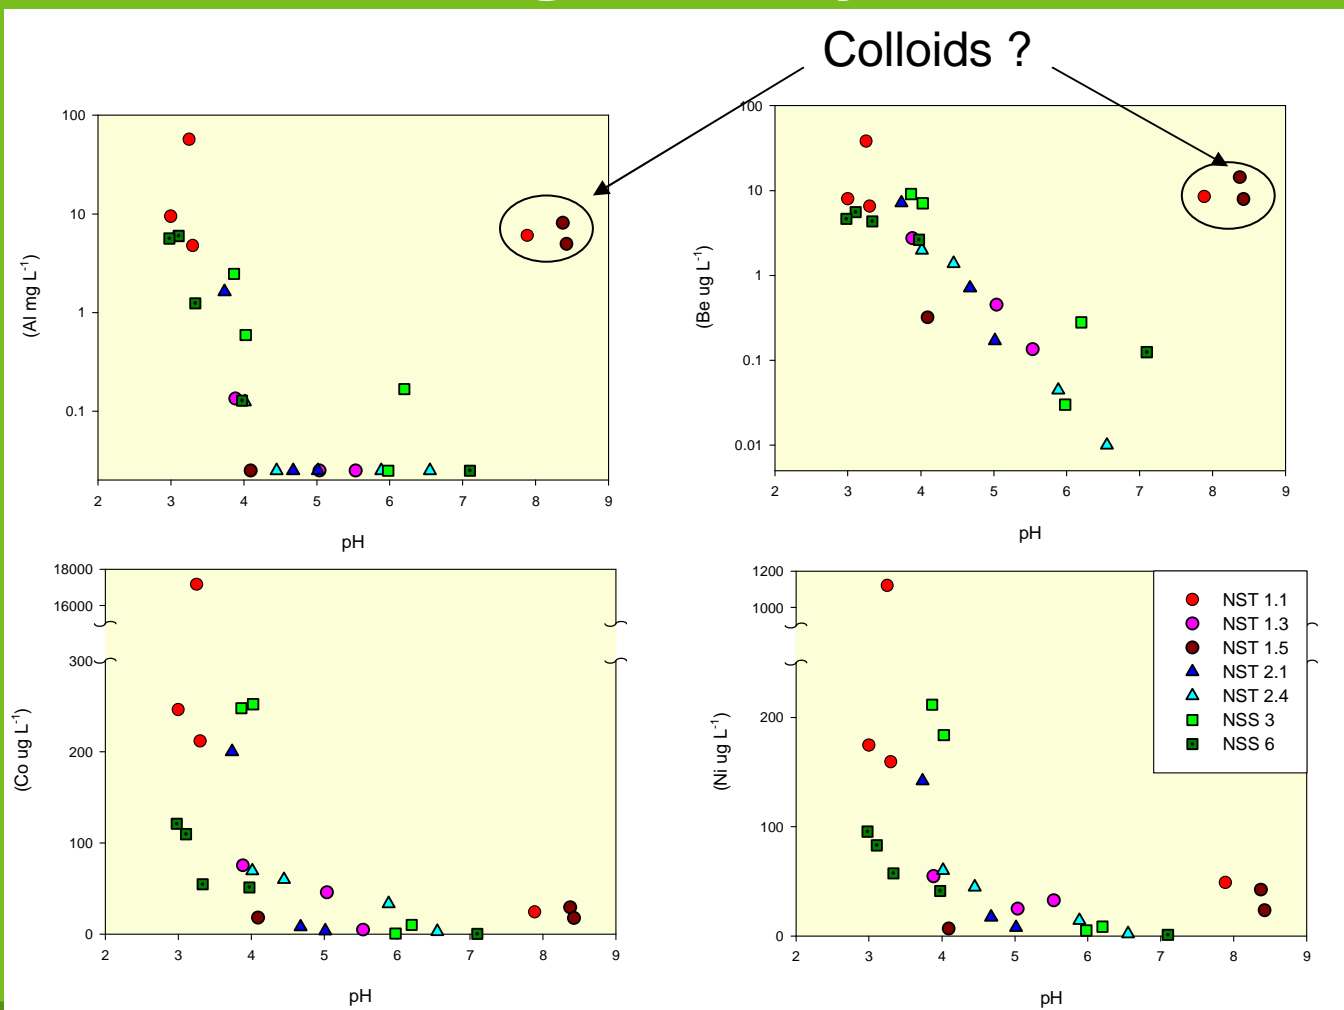 Colloids ?
100
10
1
0.1
(Al mg L-1)
2 3 4 5 6 7 8 9
pH
100
10
1
0.1
0.01
(Be ug L-1)
2 3 4 5 6 7 8 9
pH
18000
16000
300
200
100
0
(Co ug L-1)
2 3 4 5 6 7 8 9
pH
1200
1000
200
100
0
(Ni ug L-1)
2 3 4 5 6 7 8 9
pH
NST 1.1
NST 1.3
NST 1.5
NST 2.1
NST 2.4
NSS 3
NSS 6